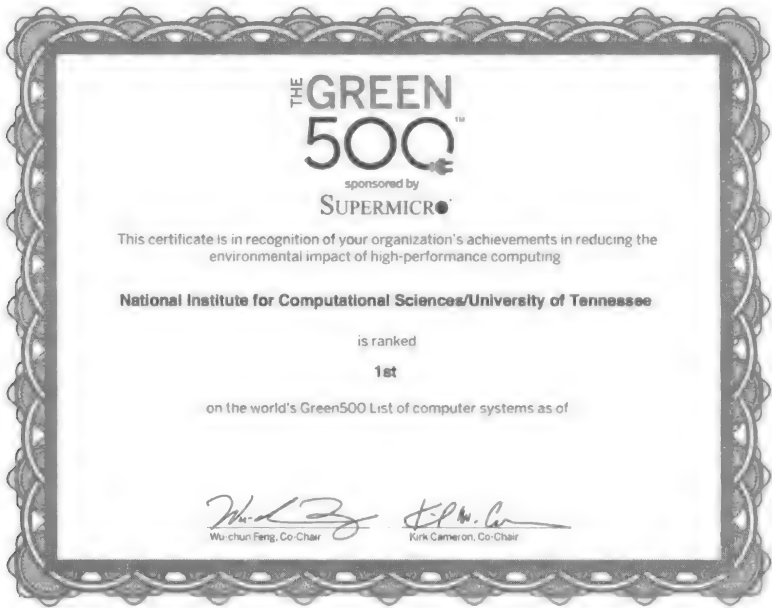 THE GREEN
500™
sponsored by
SUPERMICRO
This certificate is in recognition of your organization's achievements in reducing the
environmental impact of high-performance computing
National Institute for Computational Sciences/University of Tennessee
is ranked
1st
on the world's Green500 List of computer systems as of
Wu-chun Feng, Co-Chair
Kirk Cameron, Co-Chair